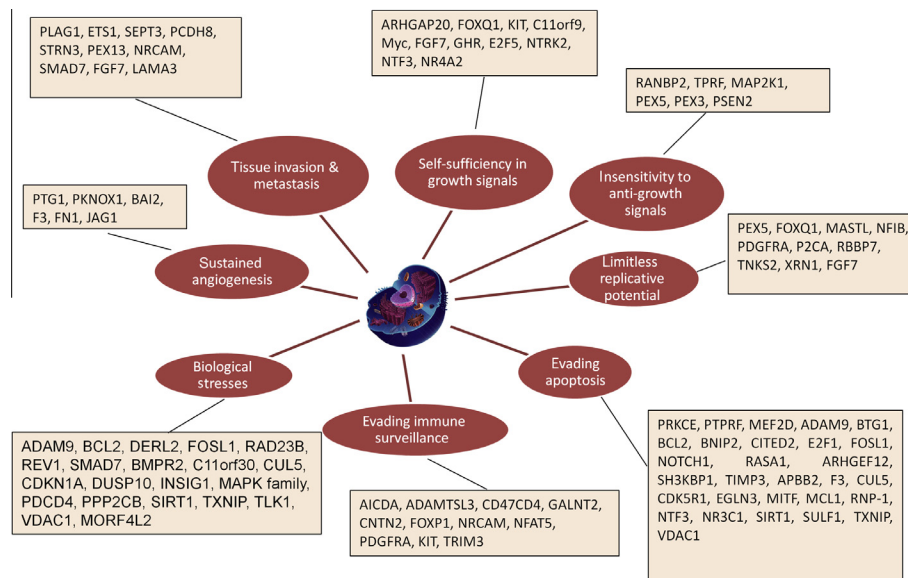 PLAG1, ETS1, SEPT3, PCDH8,
STRN3, PEX13, NRCAM,
SMAD7, FGF7, LAMA3
ARHGAP20, FOXQ1, KIT, C11orf9,
Myc, FGF7, GHR, E2F5, NTRK2,
NTF3, NR4A2
RANBP2, TPRF, MAP2K1,
PEX5, PEX3, PSEN2
Tissue invasion &
metastasis
Self-sufficiency in
growth signals
Insensitivity to
anti-growth
signals
PTG1, PKNOX1, BAI2,
F3, FN1, JAG1
PEX5, FOXQ1, MASTL, NFIB,
PDGFRA, P2CA, RBBP7,
TNKS2, XRN1, FGF7
Sustained
angiogenesis
Limitless
replicative
potential
Biological
stresses
Evading
apoptosis
Evading immune
surveillance
ADAM9, BCL2, DERL2, FOSL1, RAD23B,
REV1, SMAD7, BMPR2, C11orf30, CUL5,
CDKN1A, DUSP10, INSIG1, MAPK family,
PDCD4, PPP2CB, SIRT1, TXNIP, TLK1,
VDAC1, MORF4L2
AICDA, ADAMTSL3, CD47CD4, GALNT2,
CNTN2, FOXP1, NRCAM, NFAT5,
PDGFRA, KIT, TRIM3
PRKCE, PTPRF, MEF2D, ADAM9, BTG1,
BCL2, BNIP2, CITED2, E2F1, FOSL1,
NOTCH1, RASA1, ARHGEF12,
SH3KBP1, TIMP3, APBB2, F3, CUL5,
CDK5R1, EGLN3, MITF, MCL1, RNP-1,
NTF3, NR3C1, SIRT1, SULF1, TXNIP,
VDAC1